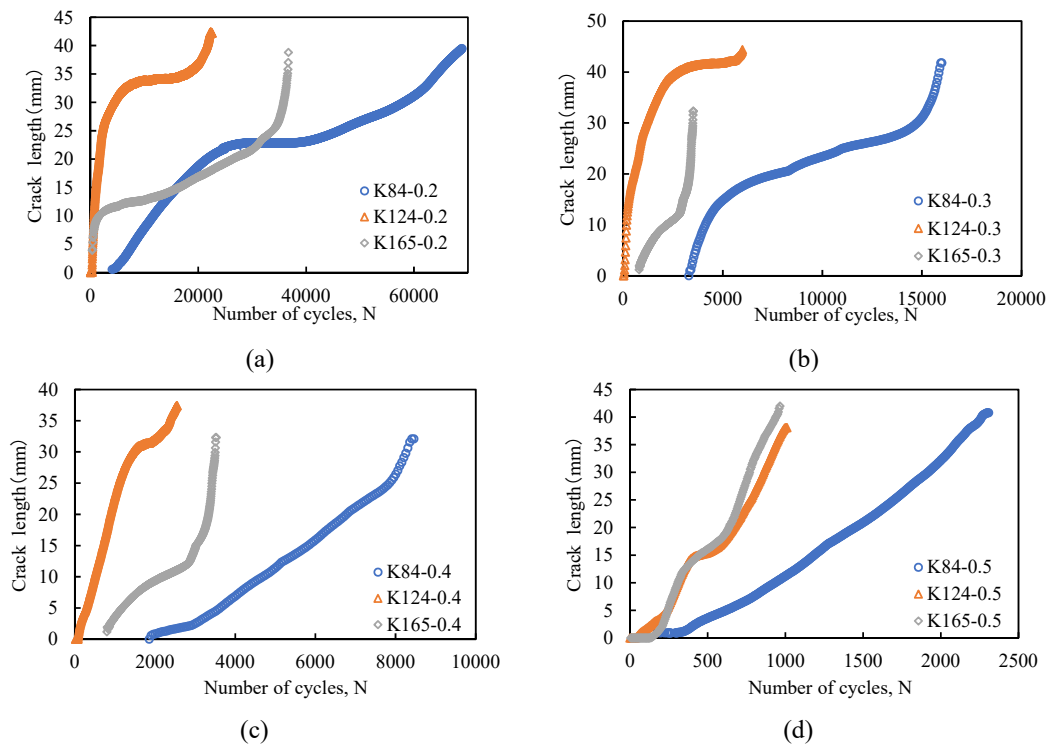 45
40
35
30
25
20
15
10
5
0
Crack length (mm)
K84-0.2
K124-0.2
K165-0.2
0 20000 40000 60000
Number of cycles, N
(a)
50
40
30
20
10
0
Crack length (mm)
K84-0.3
K124-0.3
K165-0.3
0 5000 10000 15000 20000
Number of cycles, N
(b)
40
35
30
25
20
15
10
5
0
Crack length (mm)
K84-0.4
K124-0.4
K165-0.4
0 2000 4000 6000 8000 10000
Number of cycles, N
(c)
45
40
35
30
25
20
15
10
5
0
Crack length (mm)
K84-0.5
K124-0.5
K165-0.5
0 500 1000 1500 2000 2500
Number of cycles, N
(d)